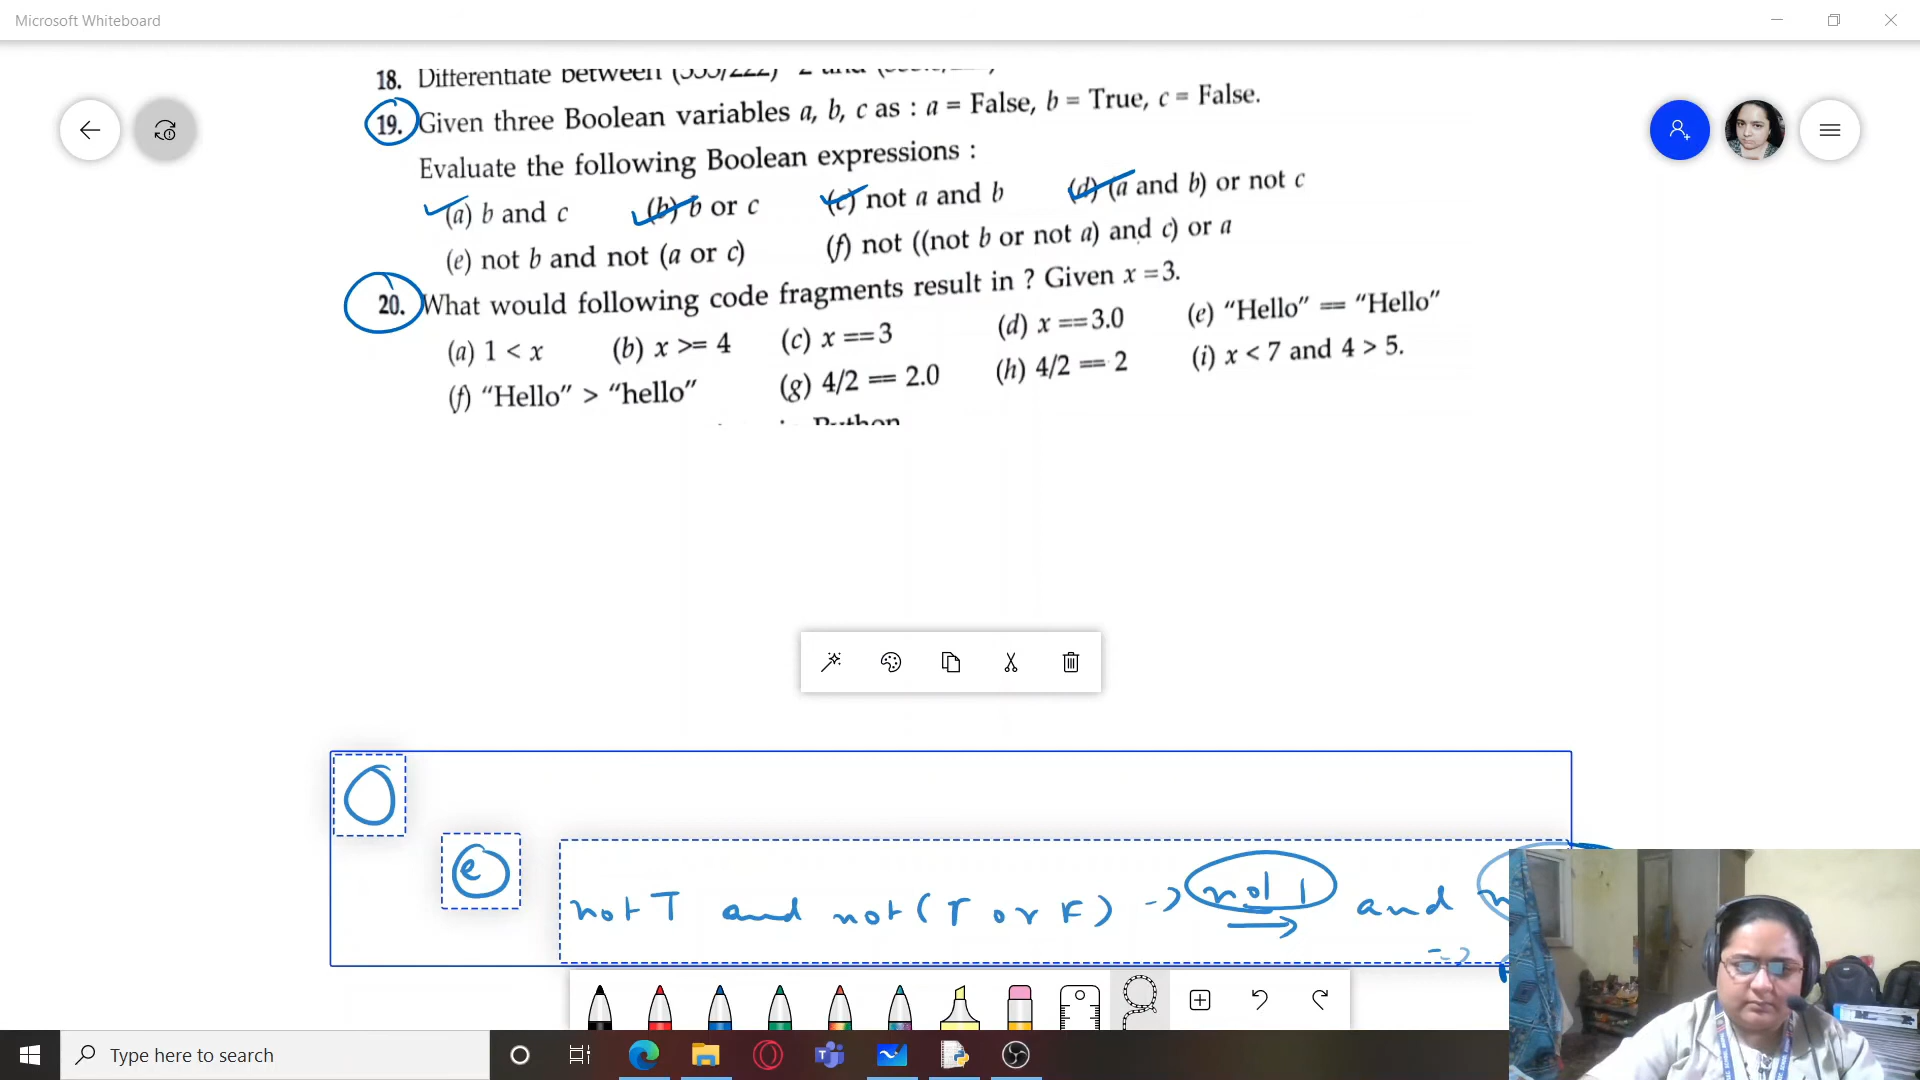 Microsoft Whiteboard
18. Differentiate between
19. Given three Boolean variables a, b, c as : a = False, b = True, c = False.
Evaluate the following Boolean expressions :
(a) b and c (b) b or c (c) not a and b (d) (a and b) or not c
(e) not b and not (a or c) (f) not ((not b or not a) and c) or a
20. What would following code fragments result in ? Given x = 3.
(a) 1 < x (b) x >= 4 (c) x == 3 (d) x == 3.0 (e) “Hello” == “Hello”
(f) “Hello” > “hello” (g) 4/2 == 2.0 (h) 4/2 == 2 (i) x < 7 and 4 > 5.
Python
e
not T and not ( T or F ) -> not 1 and
->
Type here to search